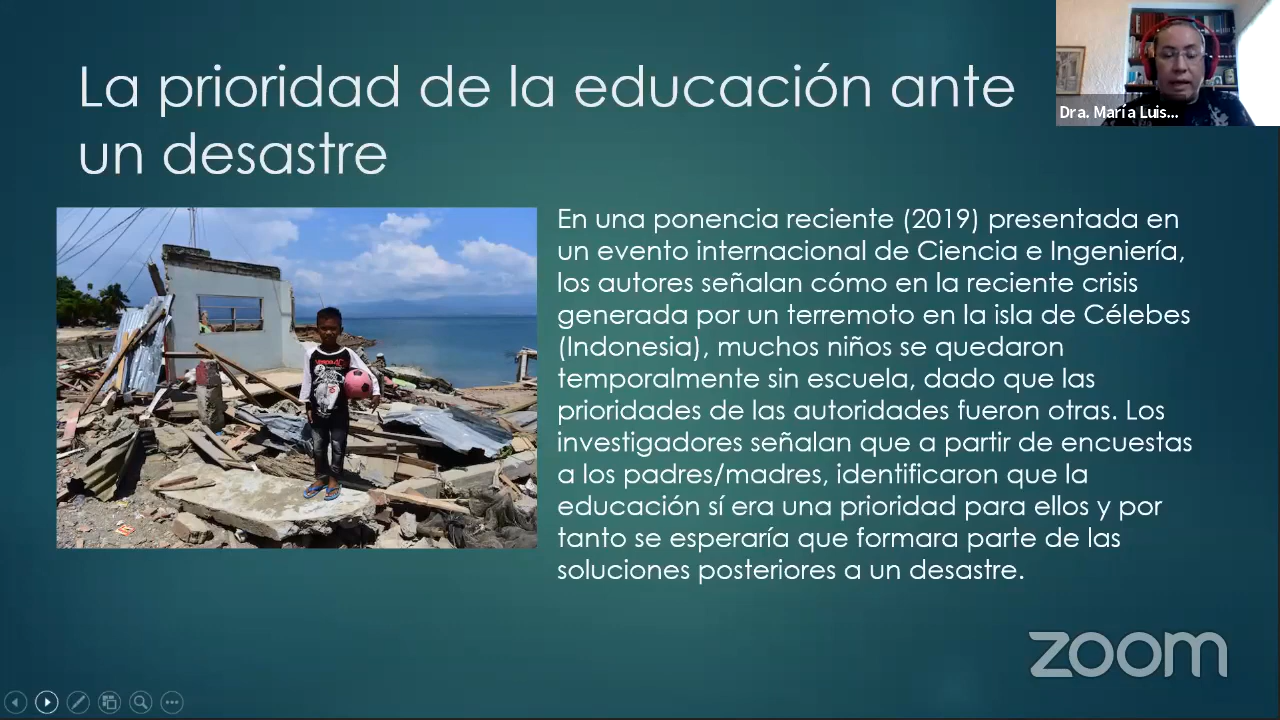 La prioridad de la educación ante
un desastre
Dra. María Luis...
En una ponencia reciente (2019) presentada en
un evento internacional de Ciencia e Ingeniería,
los autores señalan cómo en la reciente crisis
generada por un terremoto en la isla de Célebes
(Indonesia), muchos niños se quedaron
temporalmente sin escuela, dado que las
prioridades de las autoridades fueron otras. Los
investigadores señalan que a partir de encuestas
a los padres/madres, identificaron que la
educación sí era una prioridad para ellos y por
tanto se esperaría que formara parte de las
soluciones posteriores a un desastre.
zoom